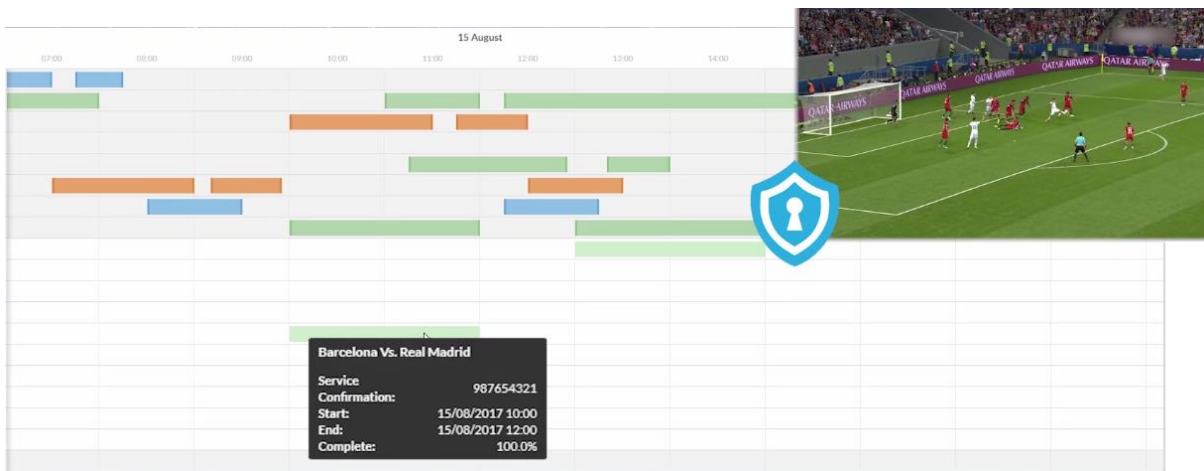 15 August
07:00 08:00 09:00 10:00 11:00 12:00 13:00 14:00
QATAR AIRWAYS QATAR AIRWAYS QATAR AIRWAYS
QATAR AIRWAYS
Barcelona Vs. Real Madrid
Service
Confirmation: 987654321
Start: 15/08/2017 10:00
End: 15/08/2017 12:00
Complete: 100.0%